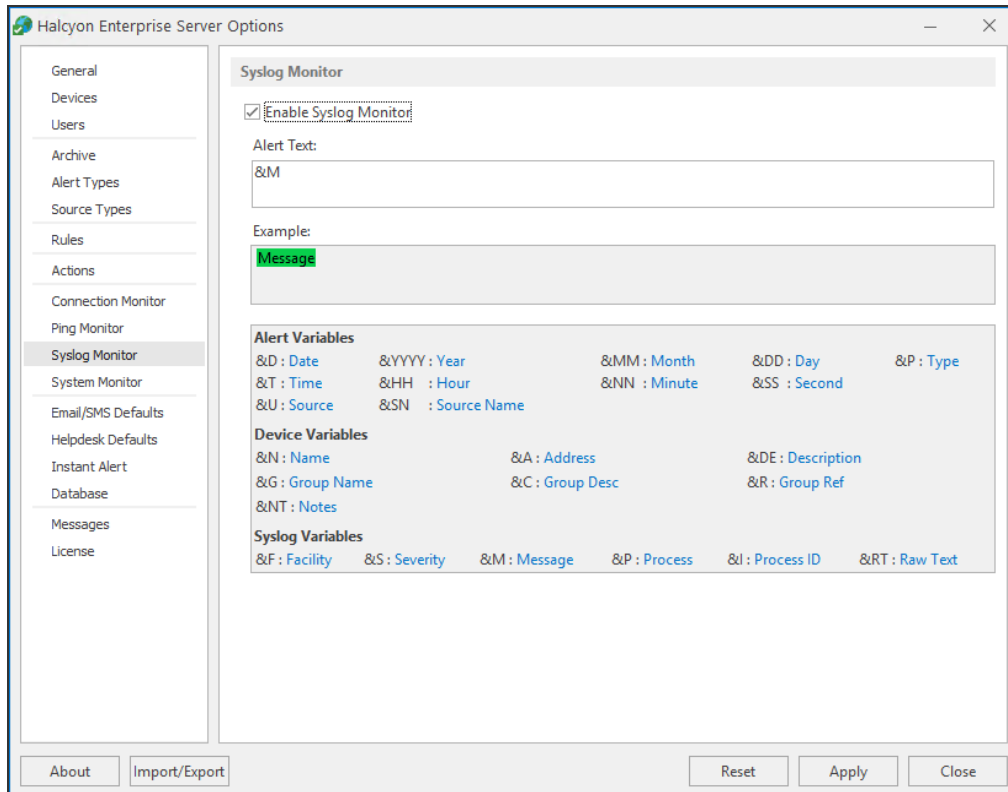 Halcyon Enterprise Server Options
General
Devices
Users
Archive
Alert Types
Source Types
Rules
Actions
Connection Monitor
Ping Monitor
Syslog Monitor
System Monitor
Email/SMS Defaults
Helpdesk Defaults
Instant Alert
Database
Messages
License
Syslog Monitor
Enable Syslog Monitor
Alert Text:
&M
Example:
Message
Alert Variables
&D : Date &YYYY : Year &MM : Month &DD : Day &P : Type
&T : Time &HH : Hour &NN : Minute &SS : Second
&U : Source &SN : Source Name
Device Variables
&N : Name &A : Address &DE : Description
&G : Group Name &C : Group Desc &R : Group Ref
&NT : Notes
Syslog Variables
&F : Facility &S : Severity &M : Message &P : Process &I : Process ID &RT : Raw Text
About Import/Export Reset Apply Close